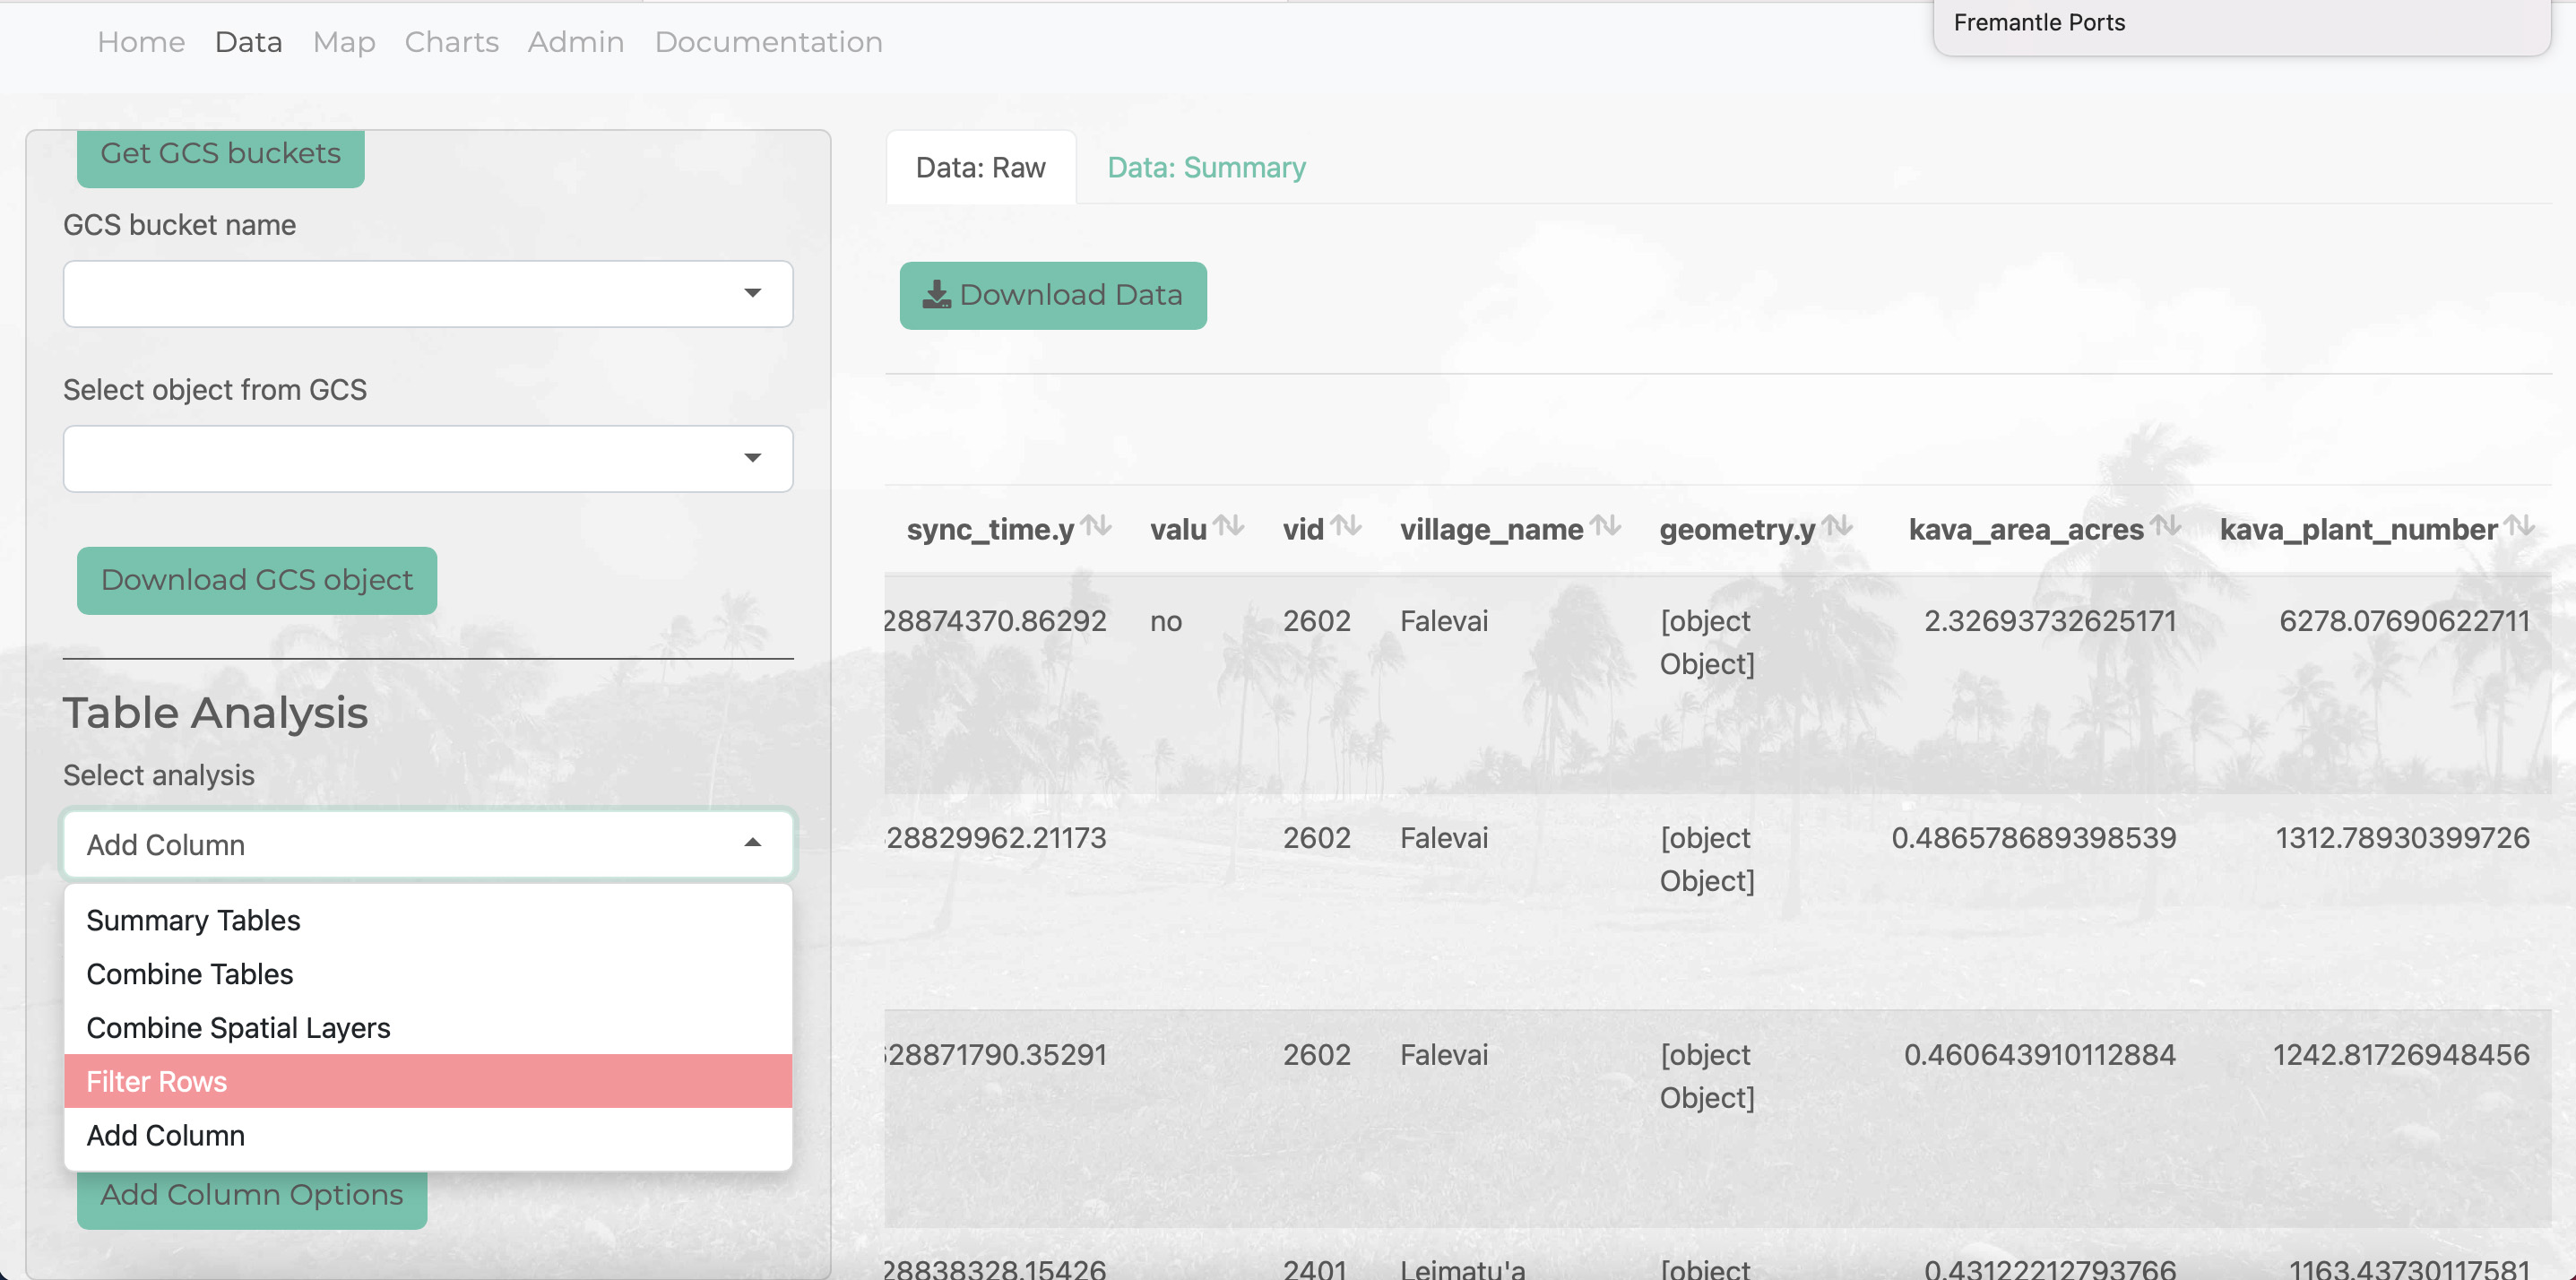 Fremantle Ports
Home Data Map Charts Admin Documentation
Get GCS buckets
GCS bucket name
Select object from GCS
Download GCS object
Table Analysis
Select analysis
Add Column
Summary Tables
Combine Tables
Combine Spatial Layers
Filter Rows
Add Column
Add Column Options
Data: Raw Data: Summary
Download Data
sync_time.y valu vid village_name geometry.y kava_area_acres kava_plant_number
28874370.86292 no 2602 Falevai [object 2.32693732625171 6278.07690622711
Object]
28829962.21173 2602 Falevai [object 0.486578689398539 1312.78930399726
Object]
28871790.35291 2602 Falevai [object 0.460643910112884 1242.81726948456
Object]
28838328.15426 2401 Leimatu'a [object 0.43122212793766 1163.43730117581